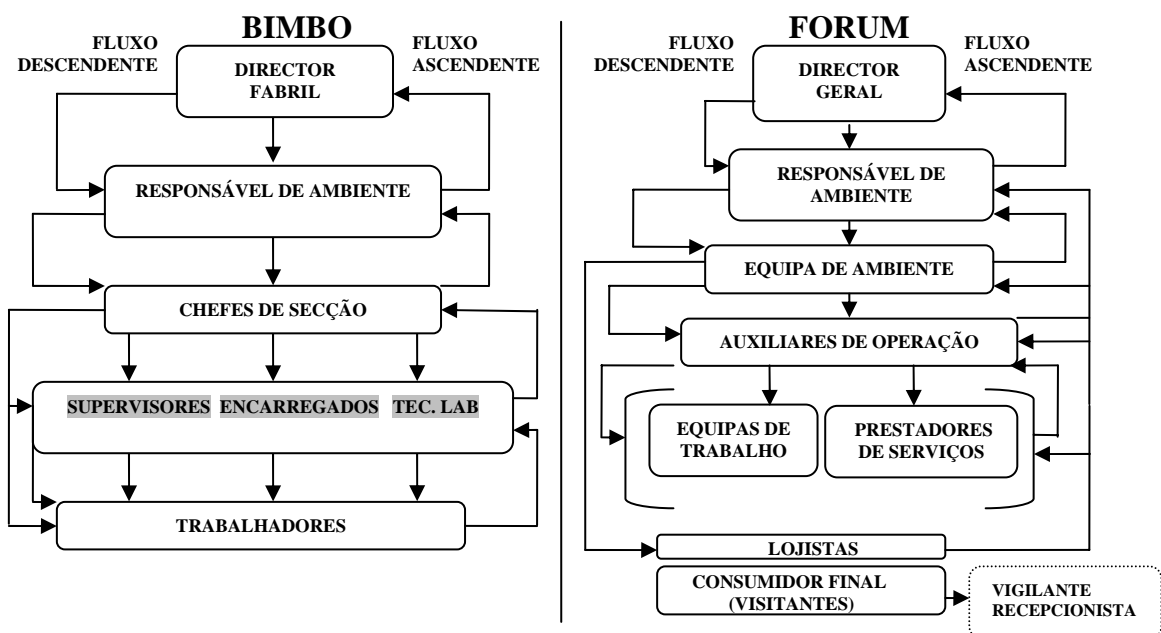 BIMBO
FLUXO
DESCENDENTE
FLUXO
ASCENDENTE
DIRECTOR
FABRIL
RESPONSÁVEL DE AMBIENTE
CHEFES DE SECÇÃO
SUPERVISORES ENCARREGADOS TEC. LAB
TRABALHADORES
FORUM
FLUXO
DESCENDENTE
FLUXO
ASCENDENTE
DIRECTOR
GERAL
RESPONSÁVEL DE
AMBIENTE
EQUIPA DE AMBIENTE
AUXILIARES DE OPERAÇÃO
EQUIPAS DE
TRABALHO
PRESTADORES
DE SERVIÇOS
LOJISTAS
CONSUMIDOR FINAL
(VISITANTES)
VIGILANTE
RECEPCIONISTA